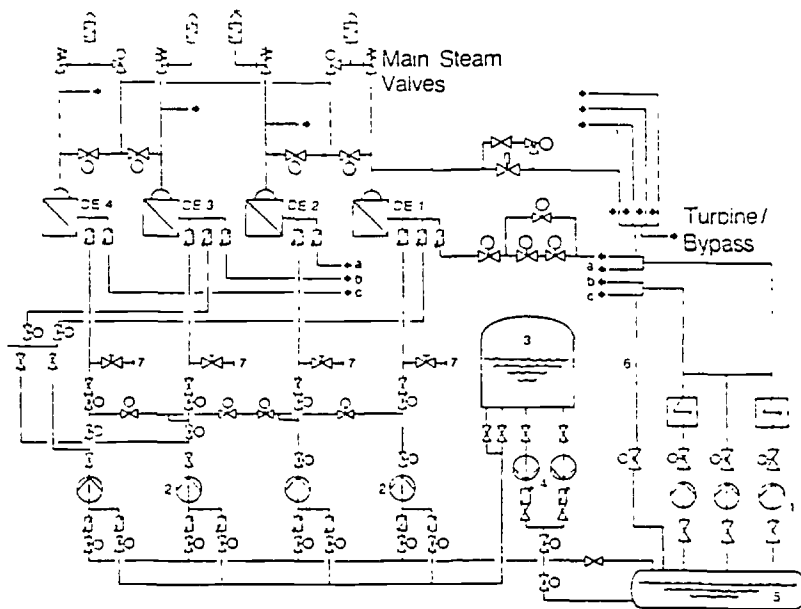 Main Steam
Valves
DE 4
DE 3
DE 2
DE 1
Turbine/
Bypass
a
b
c
a
b
c
3
6
7
7
7
7
2
2
4
1
5